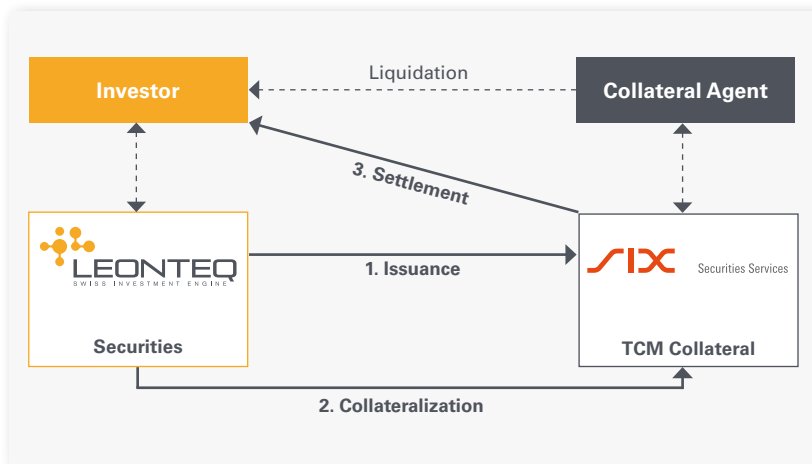 Investor
Liquidation
Collateral Agent
3. Settlement
LEONTEQ
SWISS INVESTMENT ENGINE
Securities
1. Issuance
SIX
Securities Services
TCM Collateral
2. Collateralization